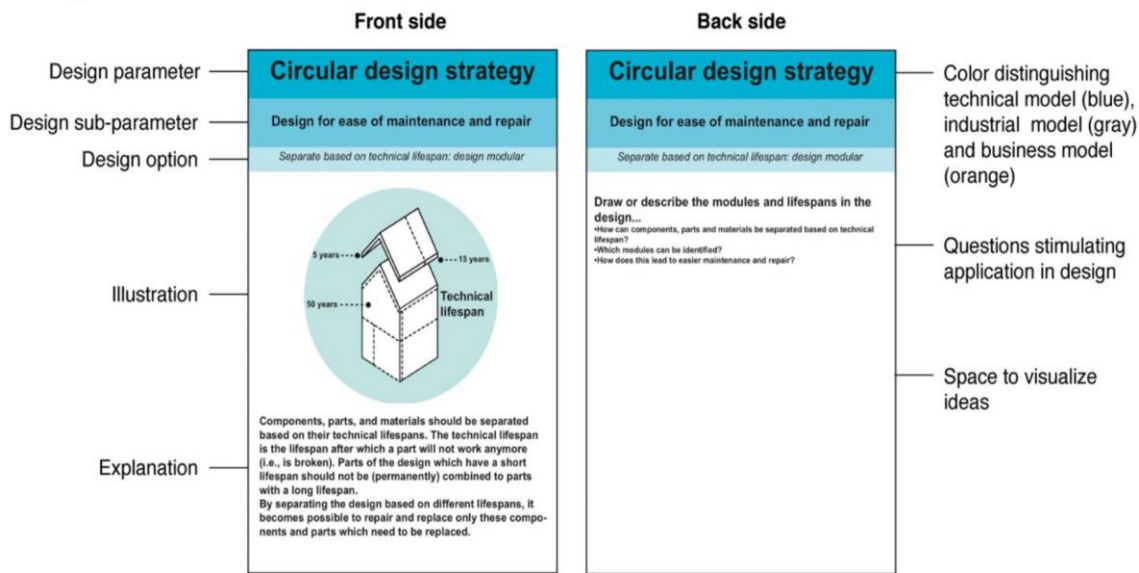 Front side
Back side
Design parameter
Design sub-parameter
Design option
Illustration
Explanation
Circular design strategy
Design for ease of maintenance and repair
Separate based on technical lifespan: design modular
5 years
15 years
50 years
Technical
lifespan
Components, parts, and materials should be separated
based on their technical lifespans. The technical lifespan
is the lifespan after which a part will not work anymore
(i.e., is broken). Parts of the design which have a short
lifespan should not be (permanently) combined to parts
with a long lifespan.
By separating the design based on different lifespans, it
becomes possible to repair and replace only these compo-
nents and parts which need to be replaced.
Circular design strategy
Design for ease of maintenance and repair
Separate based on technical lifespan: design modular
Draw or describe the modules and lifespans in the
design...
•How can components, parts and materials be separated based on technical
lifespan?
•Which modules can be identified?
•How does this lead to easier maintenance and repair?
Color distinguishing
technical model (blue),
industrial model (gray)
and business model
(orange)
Questions stimulating
application in design
Space to visualize
ideas